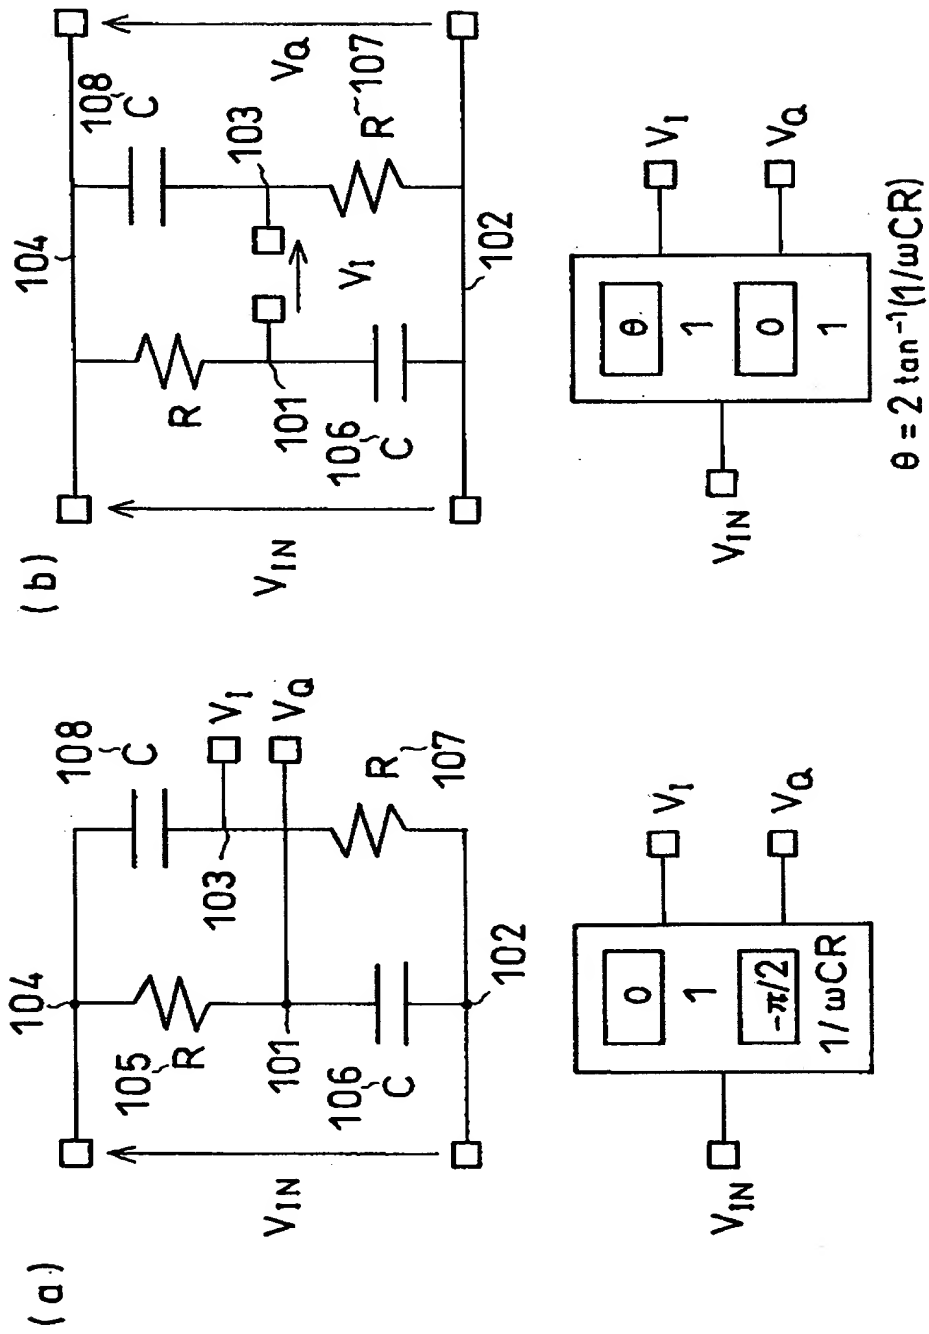 (a)
104
105
R
108
C
V_IN
103
V_I
V_Q
101
106
C
R
107
102
V_IN
0
1
-π/2
1/ωCR
V_I
V_Q
(b)
104
108
C
R
103
V_IN
101
V_I
V_Q
106
C
R
107
102
V_IN
θ
1
0
1
V_I
V_Q
θ = 2 tan⁻¹(1/ωCR)